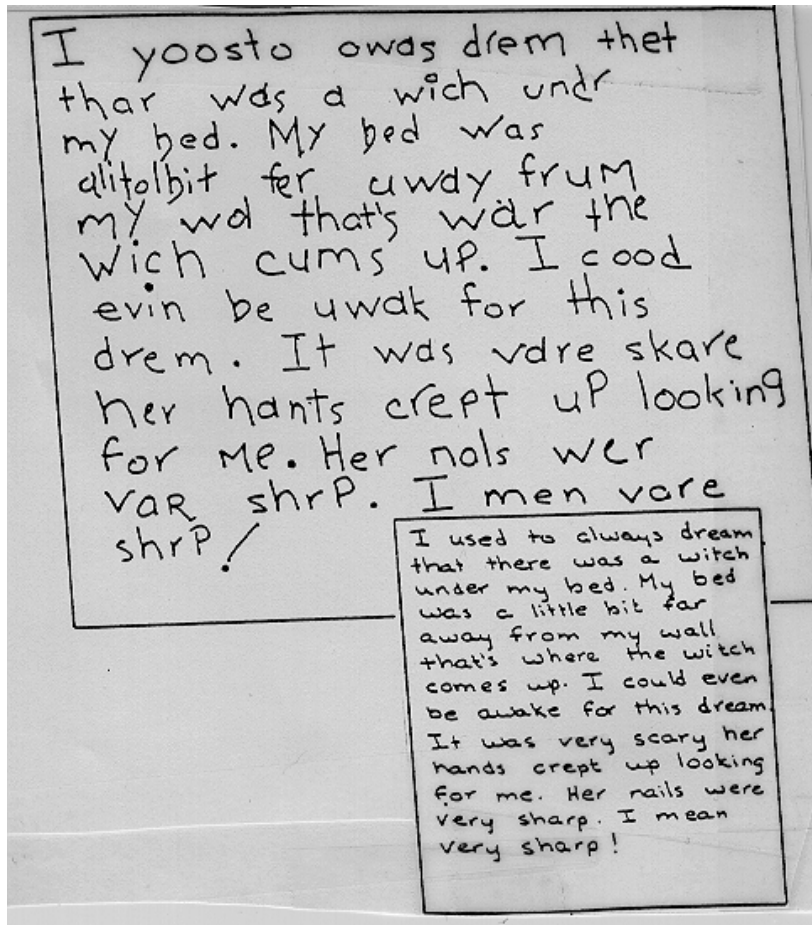 I yoosto owas drem thet
thar was a wich undr
my bed. My bed was
alitolbit fer uway frum
my wal that's war the
wich cums up. I cood
evin be uwak for this
drem. It was vare skare
her hants crept up looking
for me. Her nals wer
vaR shrP. I men vare
shrP!
I used to always dream
that there was a witch
under my bed. My bed
was a little bit far
away from my wall
that's where the witch
comes up. I could even
be awake for this dream.
It was very scary her
hands crept up looking
for me. Her nails were
very sharp. I mean
very sharp!